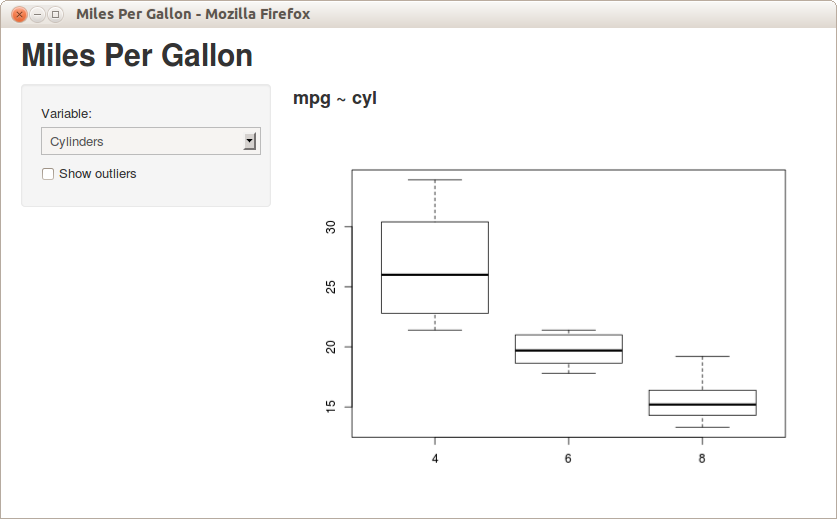 Miles Per Gallon - Mozilla Firefox
Miles Per Gallon
Variable:
Cylinders
Show outliers
mpg ~ cyl
30
25
20
15
4 6 8